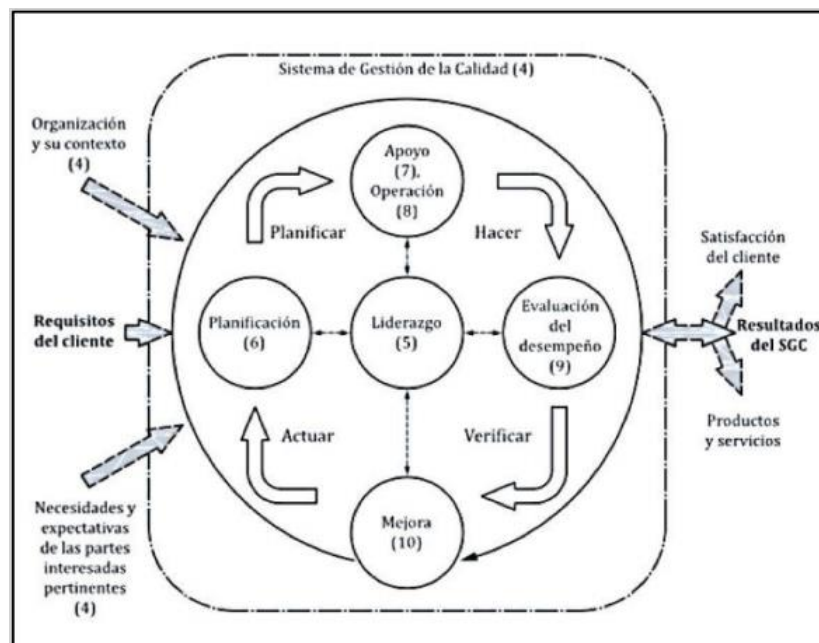 Sistema de Gestión de la Calidad (4)
Organización
y su contexto
(4)
Apoyo
(7),
Operación
(8)
Planificar
Hacer
Satisfacción
del cliente
Requisitos
del cliente
Planificación
(6)
Liderazgo
(5)
Evaluación
del
desempeño
(9)
Resultados
del SGC
Actuar
Verificar
Productos
y servicios
Necesidades y
expectativas
de las partes
interesadas
pertinentes
(4)
Mejora
(10)